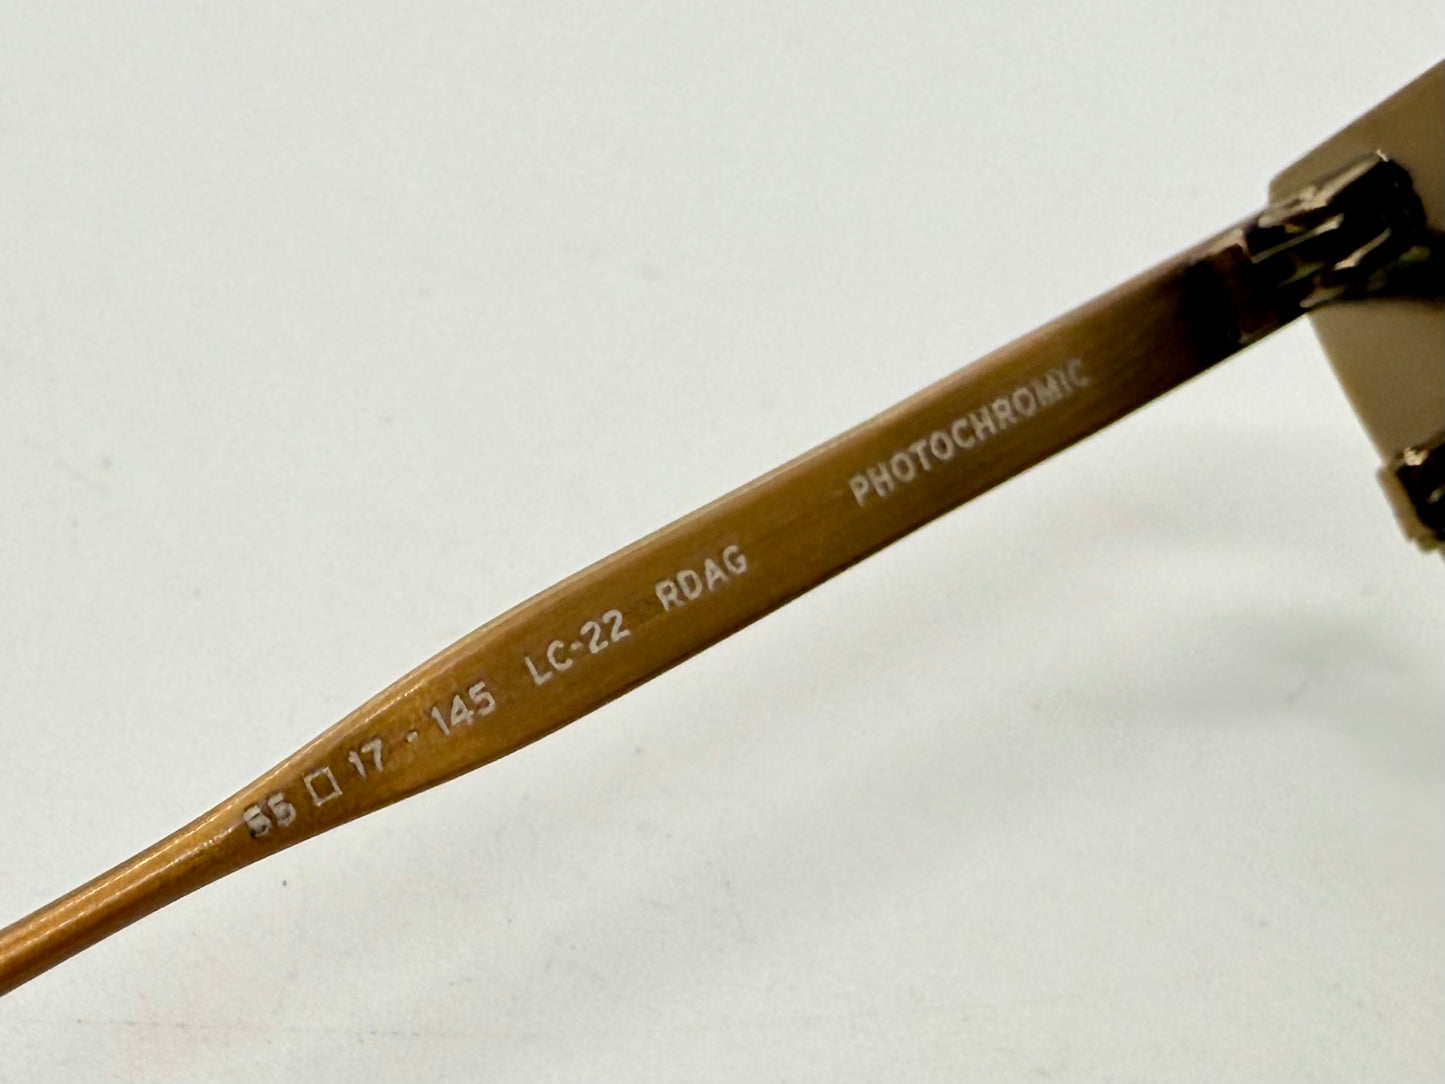 55 □ 17 - 145 LC-22 RDAG PHOTOCHROMIC